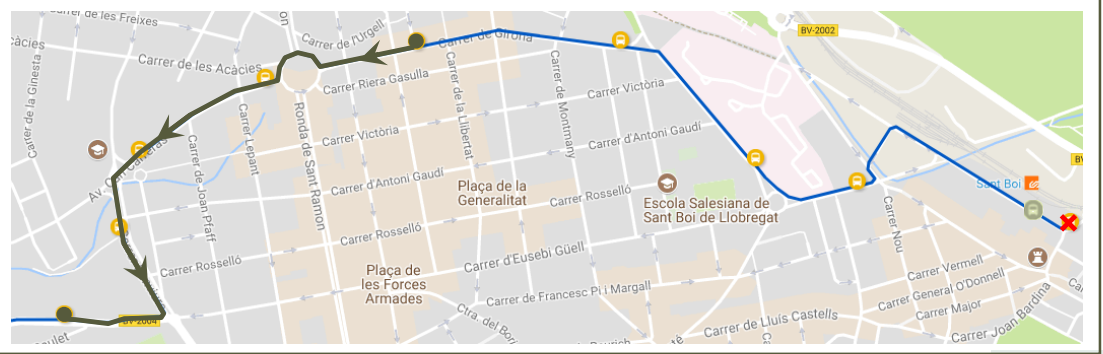 Carrer de les Freixes
Carrer de l'Urgell
Carrer de Girona
BV-2002
Carrer de les Acàcies
Carrer Riera Gasulla
Carrer de la Ginesta
Carrer de la Llibertat
Carrer de Montmany
Carrer Victòria
Carrer Victòria
Carrer d'Antoni Gaudí
Carrer Lepant
Ronda de Sant Ramon
Carrer de Joan Pfaff
Carrer d'Antoni Gaudí
Plaça de la
Generalitat
Carrer Rosselló
Escola Salesiana de
Sant Boi de Llobregat
Sant Boi
Carrer Nou
Carrer Rosselló
Carrer Rosselló
Carrer d'Eusebi Güell
Plaça de
les Forces
Armades
Carrer de Francesc Pi i Margall
Carrer Vermell
Carrer General O'Donnell
Carrer Major
Carrer Joan Bardina
Carrer de Lluís Castells
Ctra. del Bor
BV-2004